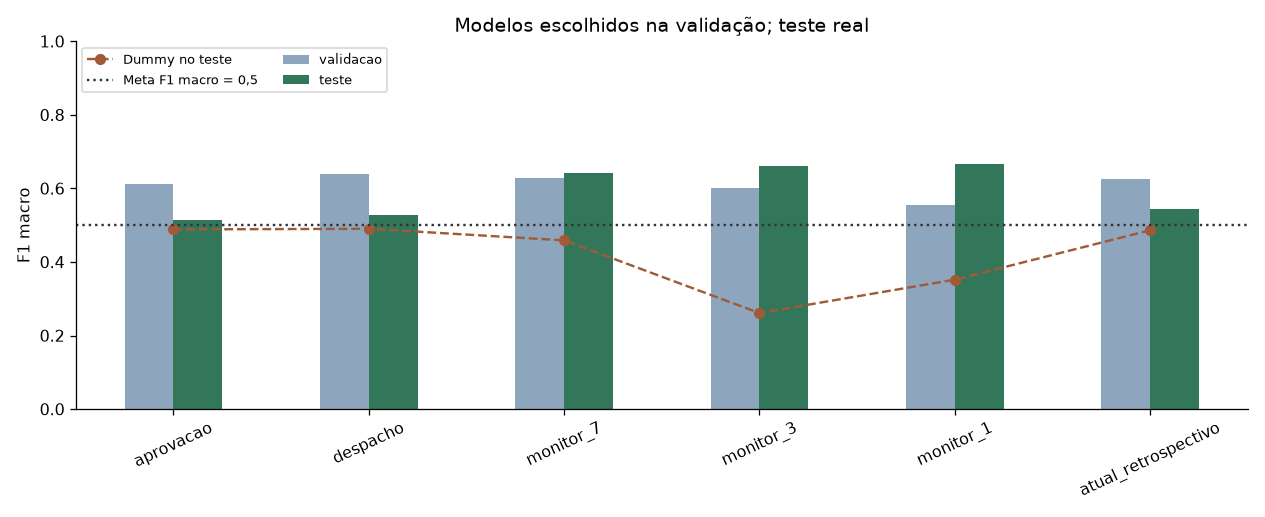 Modelos escolhidos na validação; teste real
Dummy no teste
Meta F1 macro = 0,5
validacao
teste
F1 macro
1.0
0.8
0.6
0.4
0.2
0.0
aprovacao
despacho
monitor_7
monitor_3
monitor_1
atual_retrospectivo